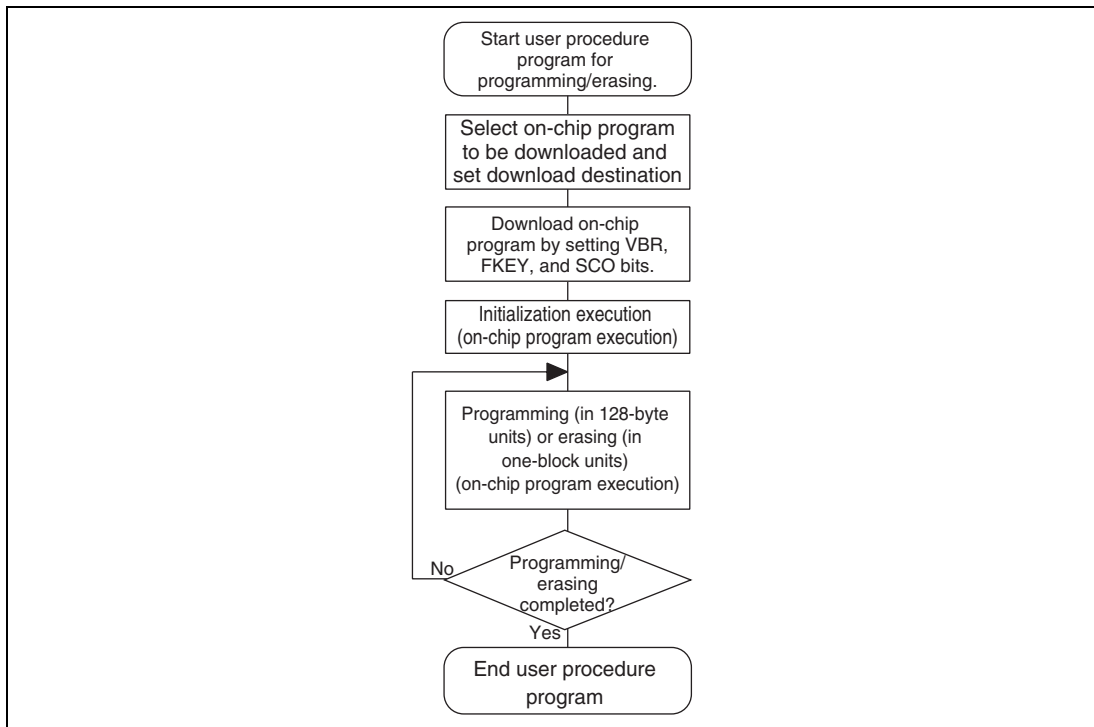 Start user procedure
program for
programming/erasing.
Select on-chip program
to be downloaded and
set download destination
Download on-chip
program by setting VBR,
FKEY, and SCO bits.
Initialization execution
(on-chip program execution)
Programming (in 128-byte
units) or erasing (in
one-block units)
(on-chip program execution)
No
Programming/
erasing
completed?
Yes
End user procedure
program